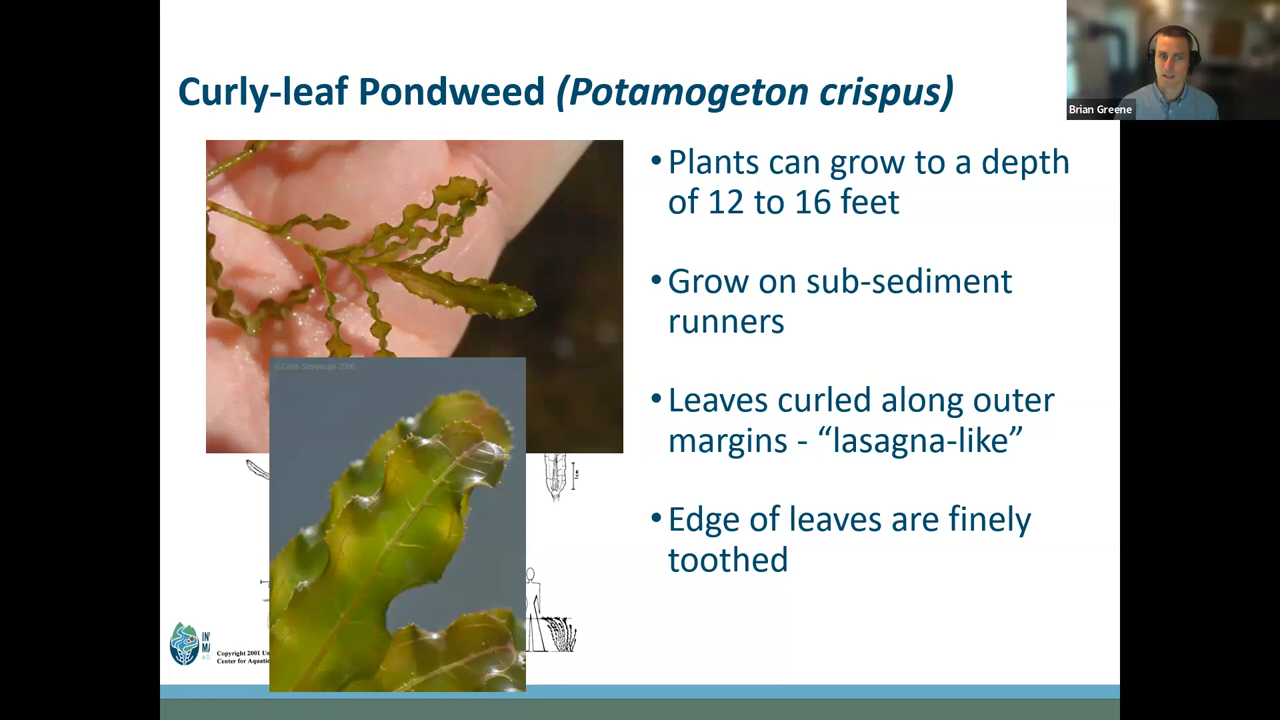 Curly-leaf Pondweed (Potamogeton crispus)
Brian Greene
• Plants can grow to a depth
of 12 to 16 feet
• Grow on sub-sediment
runners
• Leaves curled along outer
margins - “lasagna-like”
• Edge of leaves are finely
toothed
Copyright 2001 Un
Center for Aquatic